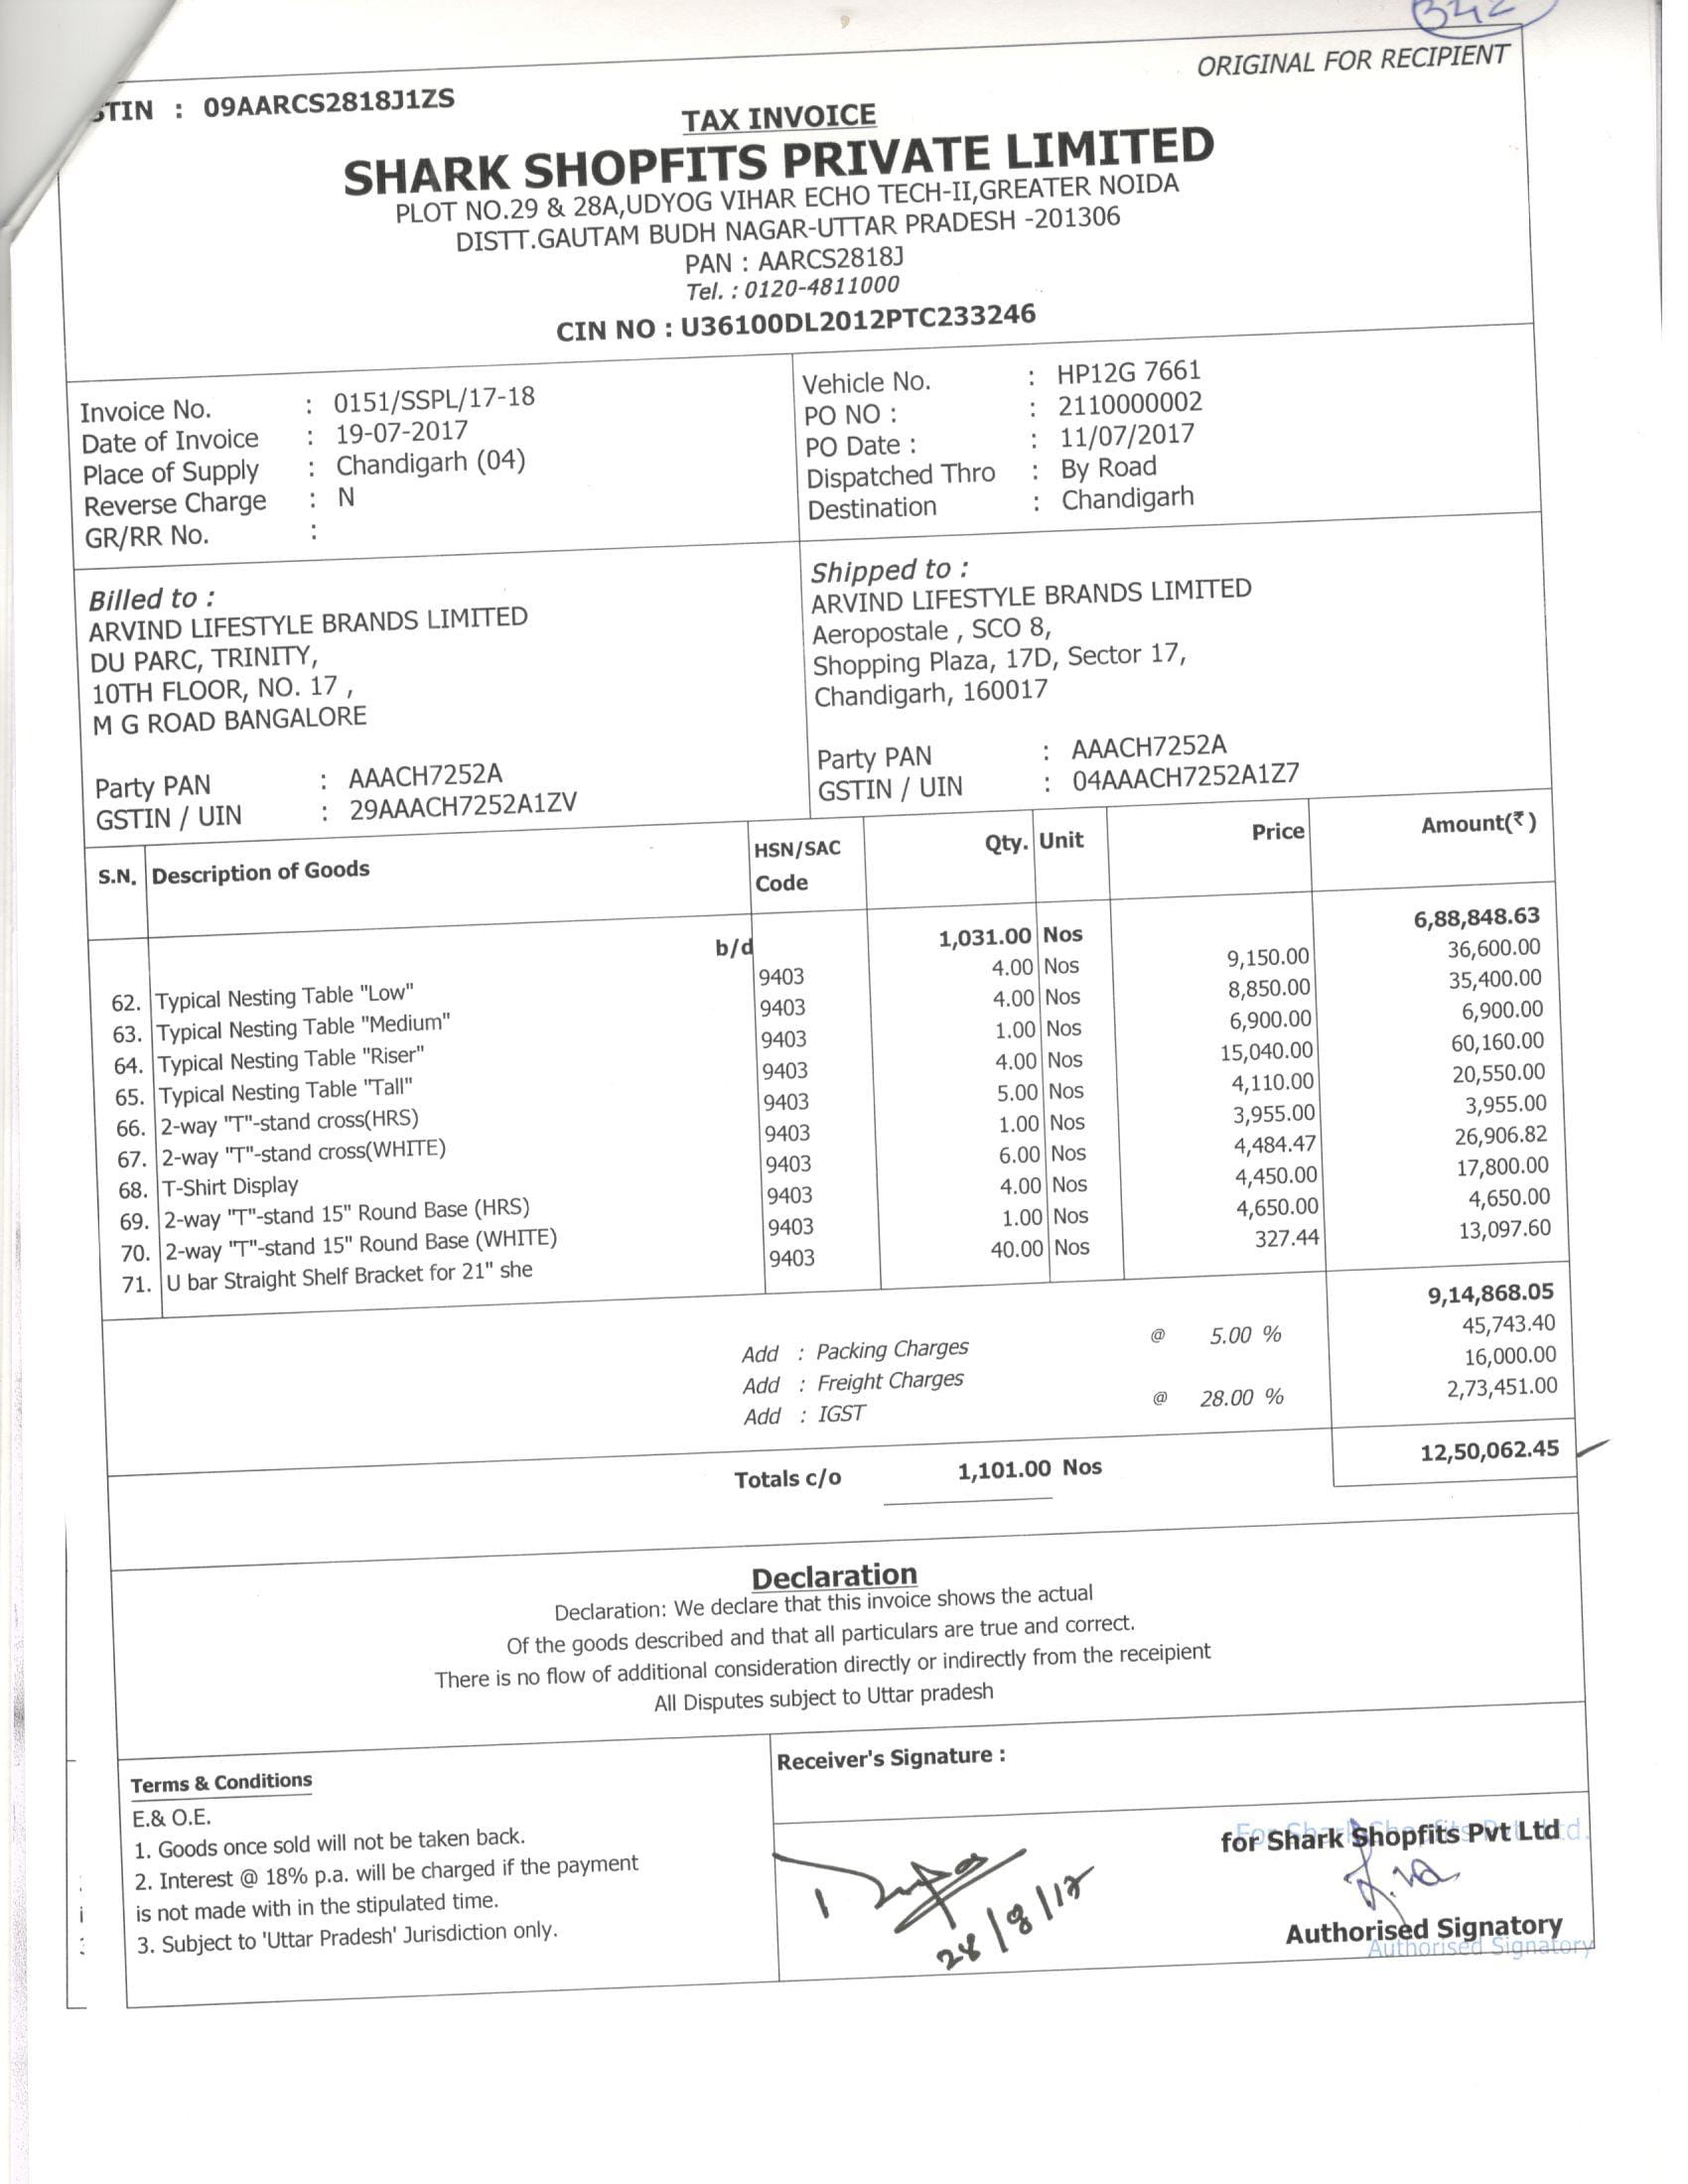 B42
ORIGINAL FOR RECIPIENT
STIN : 09AARCS2818J1ZS
TAX INVOICE
SHARK SHOPFITS PRIVATE LIMITED
PLOT NO.29 & 28A,UDYOG VIHAR ECHO TECH-II,GREATER NOIDA
DISTT.GAUTAM BUDH NAGAR-UTTAR PRADESH -201306
PAN : AARCS2818J
Tel. : 0120-4811000
CIN NO : U36100DL2012PTC233246
Invoice No. : 0151/SSPL/17-18
Date of Invoice : 19-07-2017
Place of Supply : Chandigarh (04)
Reverse Charge : N
GR/RR No. :
Vehicle No. : HP12G 7661
PO NO : : 2110000002
PO Date : : 11/07/2017
Dispatched Thro : By Road
Destination : Chandigarh
Billed to :
ARVIND LIFESTYLE BRANDS LIMITED
DU PARC, TRINITY,
10TH FLOOR, NO. 17 ,
M G ROAD BANGALORE
Party PAN : AAACH7252A
GSTIN / UIN : 29AAACH7252A1ZV
Shipped to :
ARVIND LIFESTYLE BRANDS LIMITED
Aeropostale , SCO 8,
Shopping Plaza, 17D, Sector 17,
Chandigarh, 160017
Party PAN : AAACH7252A
GSTIN / UIN : 04AAACH7252A1Z7
S.N. Description of Goods HSN/SAC Code Qty. Unit Price Amount(₹)
b/d 1,031.00 Nos 6,88,848.63
62. Typical Nesting Table "Low" 9403 4.00 Nos 9,150.00 36,600.00
63. Typical Nesting Table "Medium" 9403 4.00 Nos 8,850.00 35,400.00
64. Typical Nesting Table "Riser" 9403 1.00 Nos 6,900.00 6,900.00
65. Typical Nesting Table "Tall" 9403 4.00 Nos 15,040.00 60,160.00
66. 2-way "T"-stand cross(HRS) 9403 5.00 Nos 4,110.00 20,550.00
67. 2-way "T"-stand cross(WHITE) 9403 1.00 Nos 3,955.00 3,955.00
68. T-Shirt Display 9403 6.00 Nos 4,484.47 26,906.82
69. 2-way "T"-stand 15" Round Base (HRS) 9403 4.00 Nos 4,450.00 17,800.00
70. 2-way "T"-stand 15" Round Base (WHITE) 9403 1.00 Nos 4,650.00 4,650.00
71. U bar Straight Shelf Bracket for 21" she 9403 40.00 Nos 327.44 13,097.60
9,14,868.05
Add : Packing Charges @ 5.00 % 45,743.40
Add : Freight Charges 16,000.00
Add : IGST @ 28.00 % 2,73,451.00
Totals c/o 1,101.00 Nos 12,50,062.45
Declaration
Declaration: We declare that this invoice shows the actual
Of the goods described and that all particulars are true and correct.
There is no flow of additional consideration directly or indirectly from the receipient
All Disputes subject to Uttar pradesh
Terms & Conditions
E.& O.E.
1. Goods once sold will not be taken back.
2. Interest @ 18% p.a. will be charged if the payment
is not made with in the stipulated time.
3. Subject to 'Uttar Pradesh' Jurisdiction only.
Receiver's Signature :
28/8/17
for Shark Shopfits Pvt Ltd
For Shark Shopfits Pvt. Ltd.
Authorised Signatory
Authorised Signatory